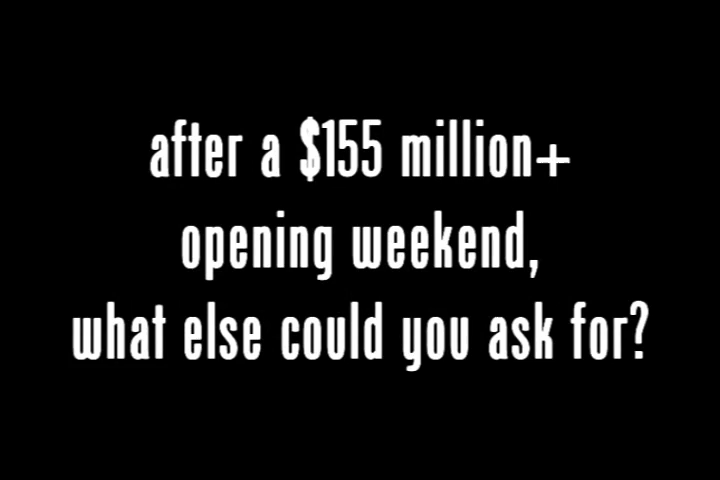 after a $155 million+
opening weekend,
what else could you ask for?